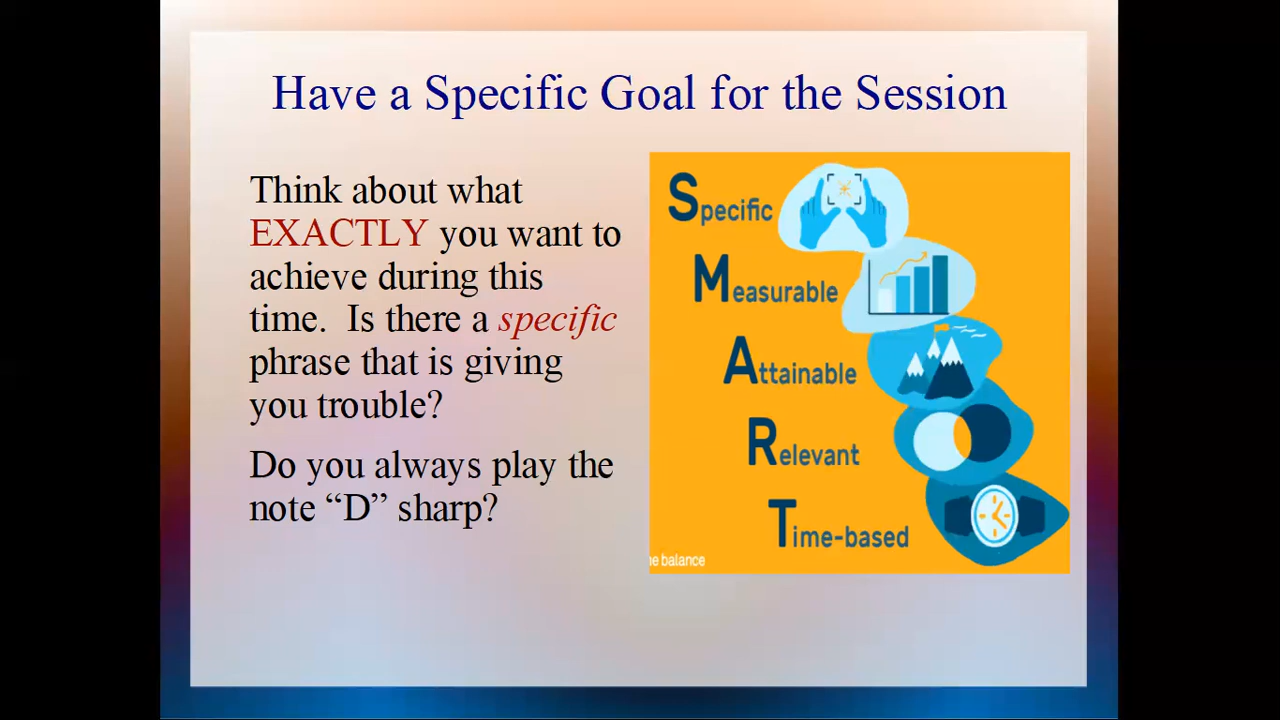 Have a Specific Goal for the Session
Think about what
EXACTLY you want to
achieve during this
time.  Is there a specific
phrase that is giving
you trouble?
Do you always play the
note “D” sharp?
Specific
Measurable
Attainable
Relevant
Time-based
he balance